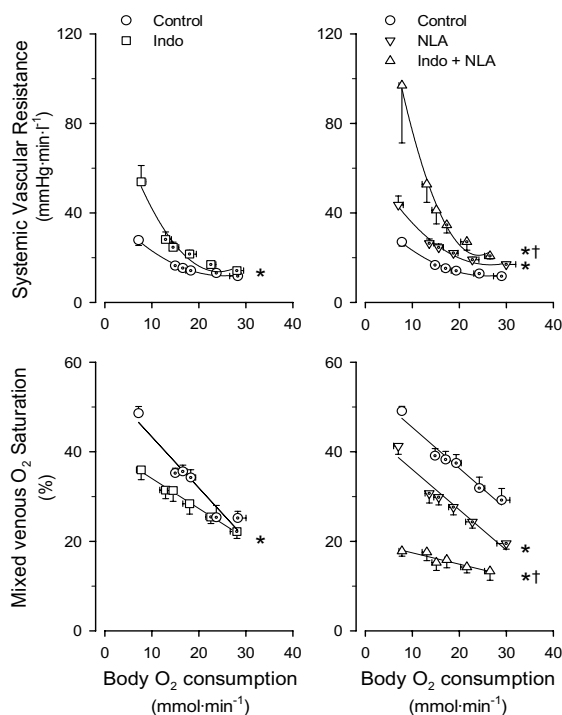 Control
Indo
Control
NLA
Indo + NLA
Systemic Vascular Resistance
(mmHg·min·l-1)
120
80
40
0
0 10 20 30 40
*
120
80
40
0
0 10 20 30 40
*†
*
Mixed venous O2 Saturation
(%)
60
40
20
0
0 10 20 30 40
*
60
40
20
0
0 10 20 30 40
*
*†
Body O2 consumption
(mmol·min-1)
Body O2 consumption
(mmol·min-1)